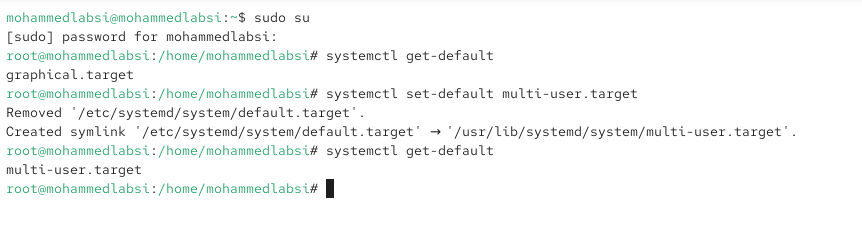 mohammedlabsi@mohammedlabsi:~$ sudo su
[sudo] password for mohammedlabsi:
root@mohammedlabsi:/home/mohammedlabsi# systemctl get-default
graphical.target
root@mohammedlabsi:/home/mohammedlabsi# systemctl set-default multi-user.target
Removed '/etc/systemd/system/default.target'.
Created symlink '/etc/systemd/system/default.target' → '/usr/lib/systemd/system/multi-user.target'.
root@mohammedlabsi:/home/mohammedlabsi# systemctl get-default
multi-user.target
root@mohammedlabsi:/home/mohammedlabsi#